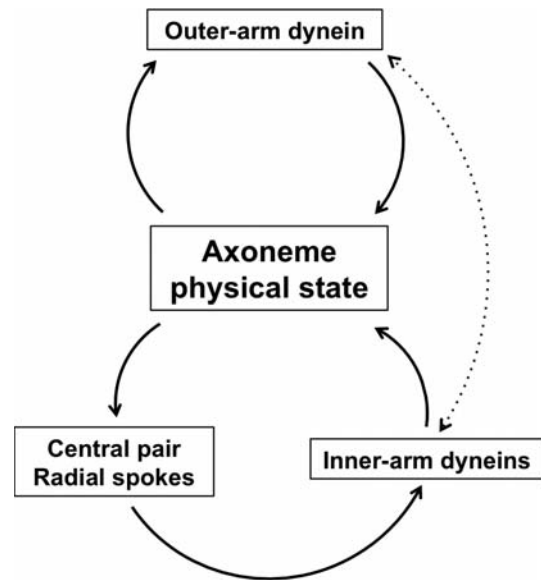 Outer-arm dynein
Axoneme
physical state
Central pair
Radial spokes
Inner-arm dyneins